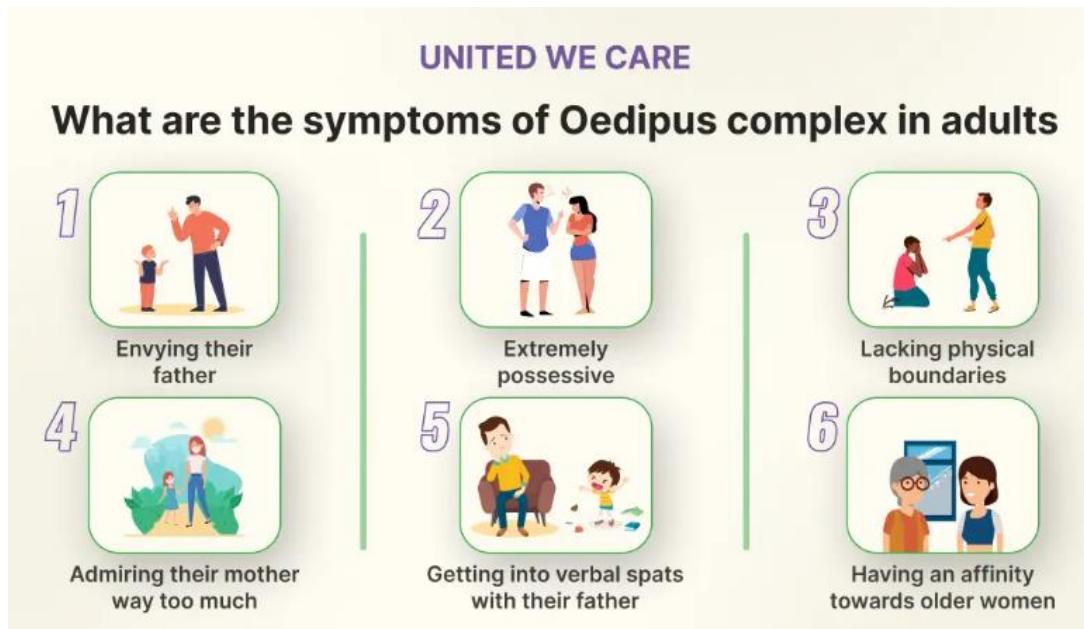 UNITED WE CARE
What are the symptoms of Oedipus complex in adults
1
Envying their
father
2
Extremely
possessive
3
Lacking physical
boundaries
4
Admiring their mother
way too much
5
Getting into verbal spats
with their father
6
Having an affinity
towards older women